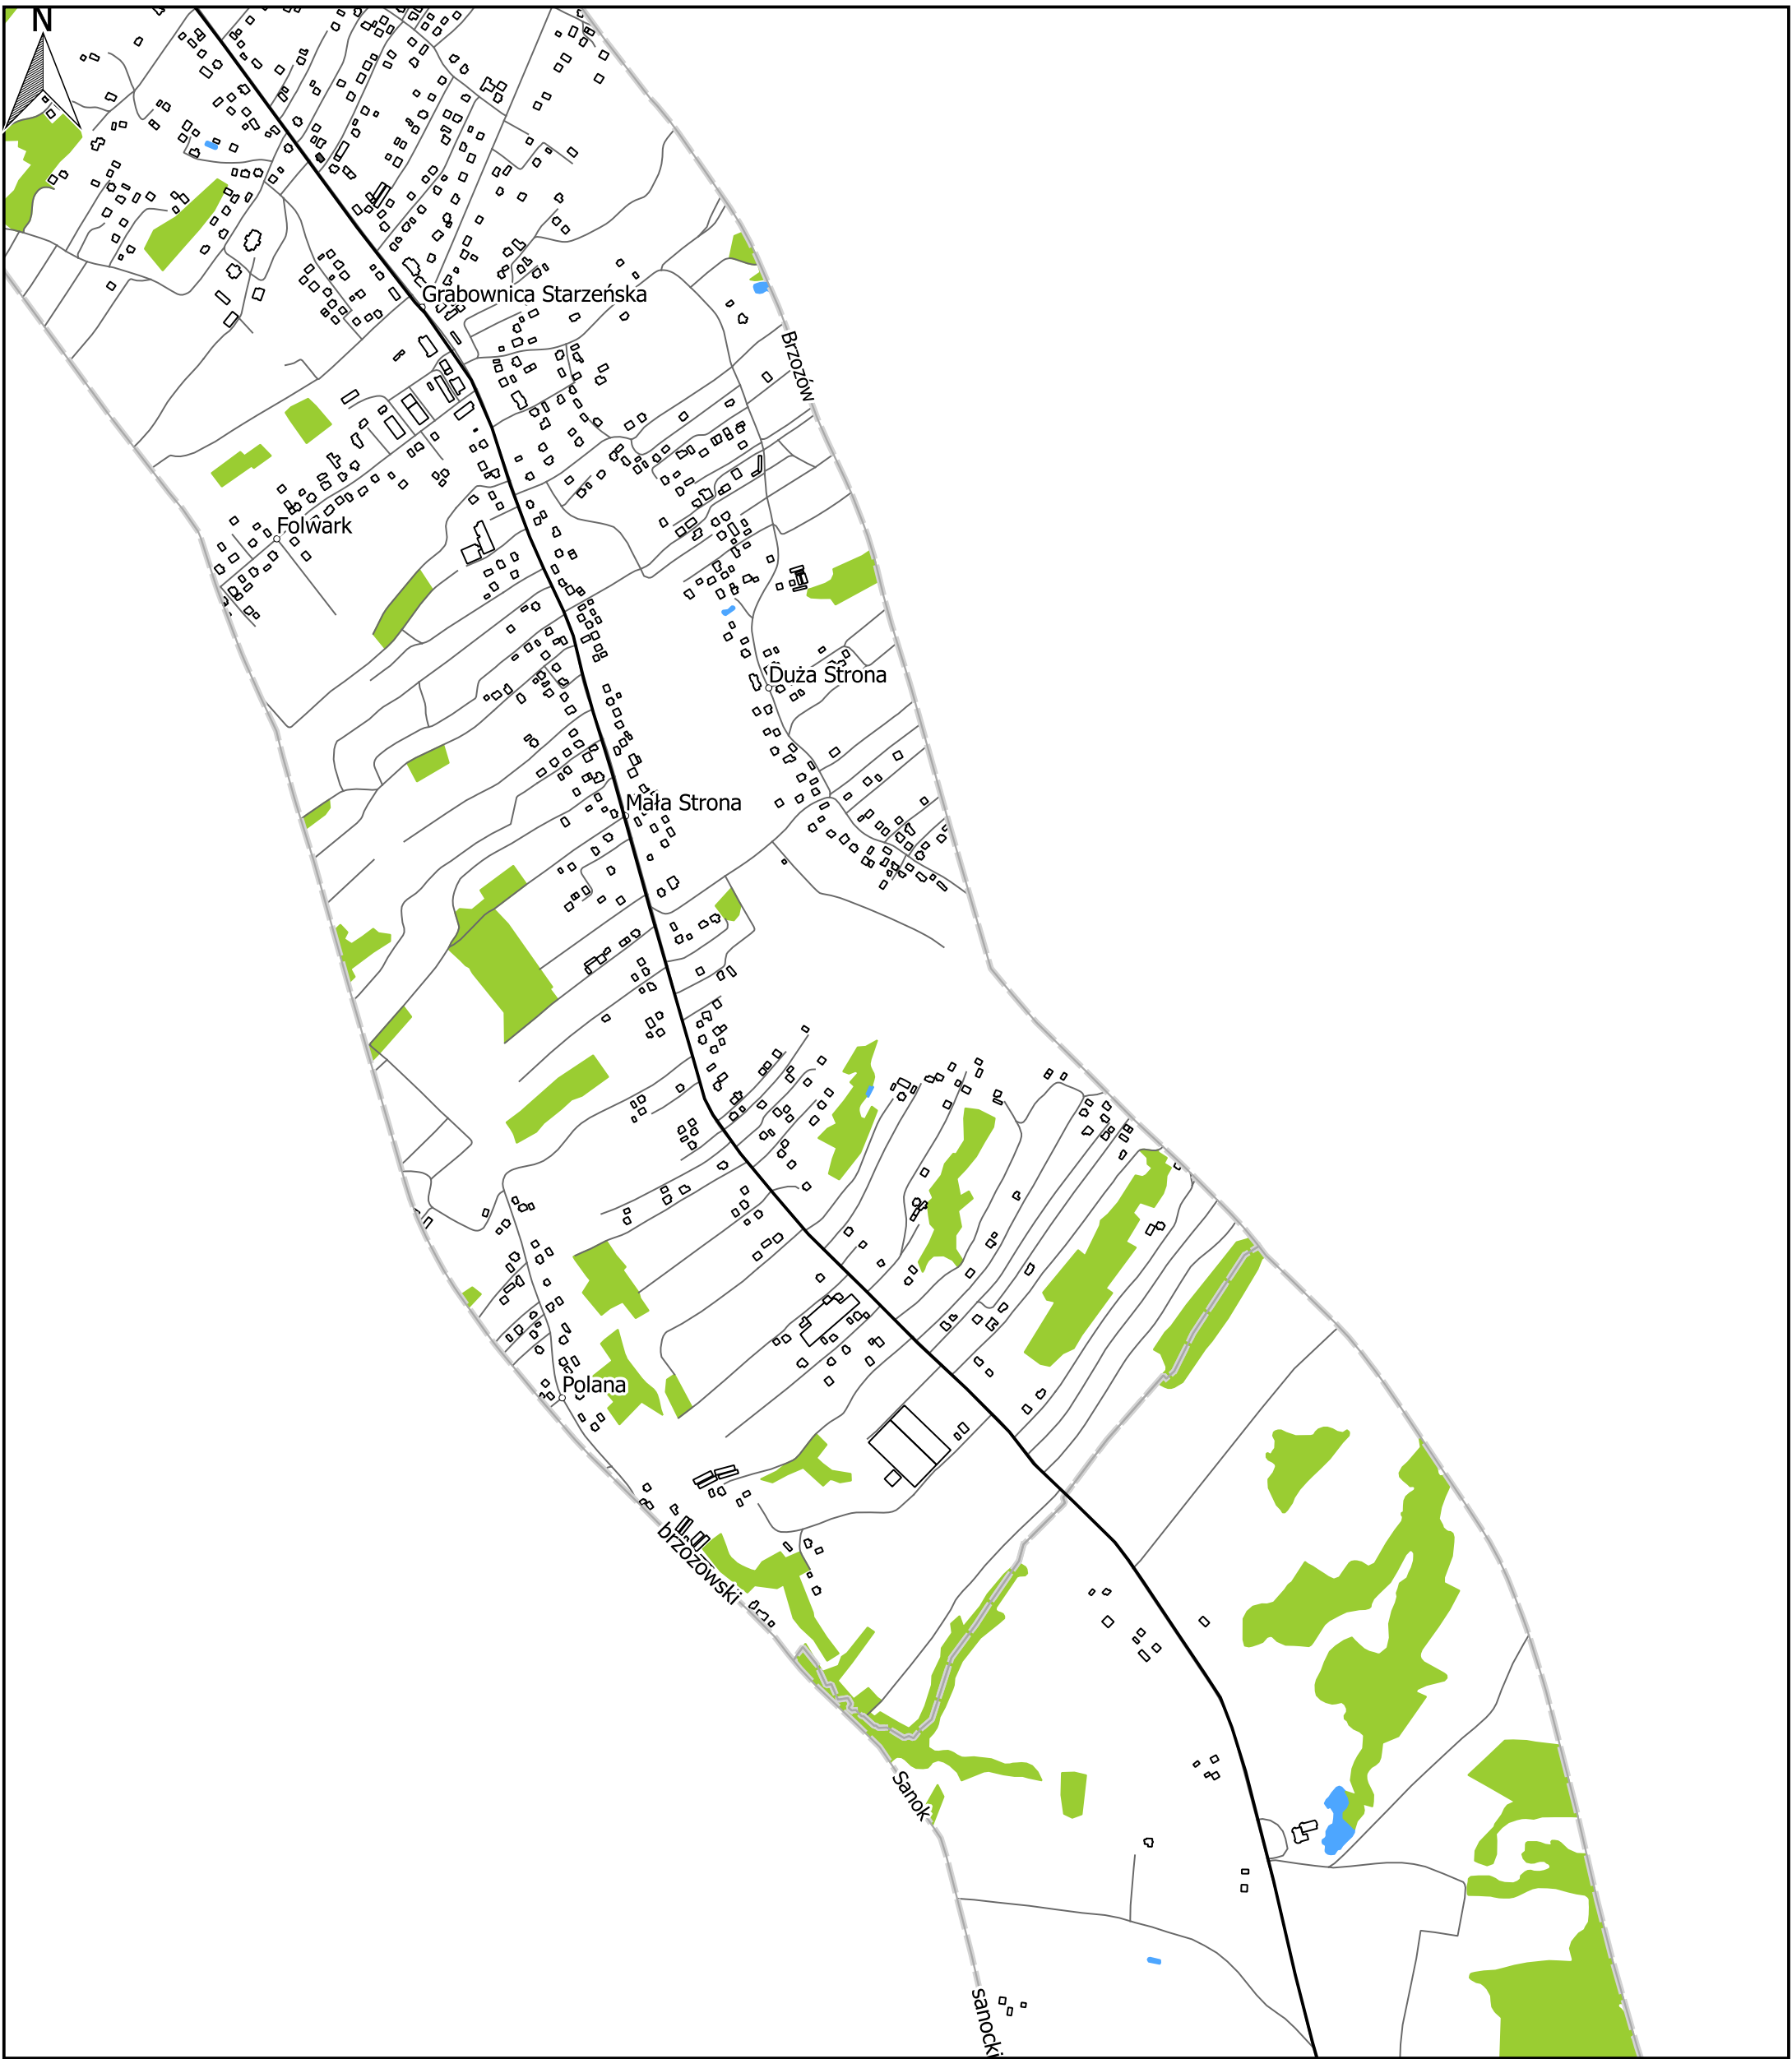 N
Grabownica Starzeńska
Brzozów
Folwark
Duża Strona
Mała Strona
Polana
brzozowski
Sanok
sanocki